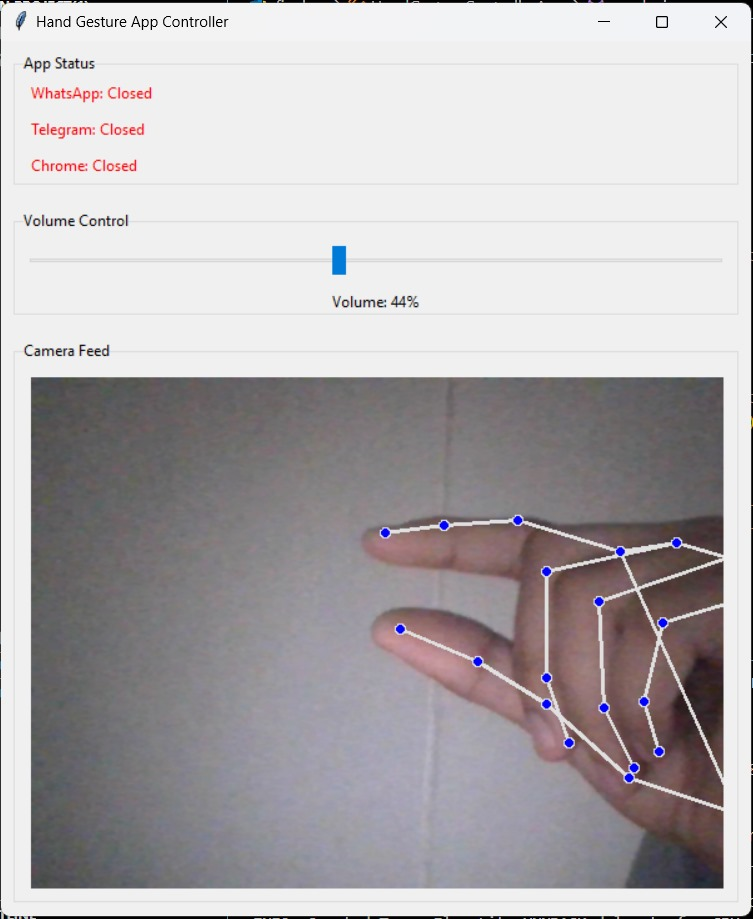 Hand Gesture App Controller
App Status
WhatsApp: Closed
Telegram: Closed
Chrome: Closed
Volume Control
Volume: 44%
Camera Feed